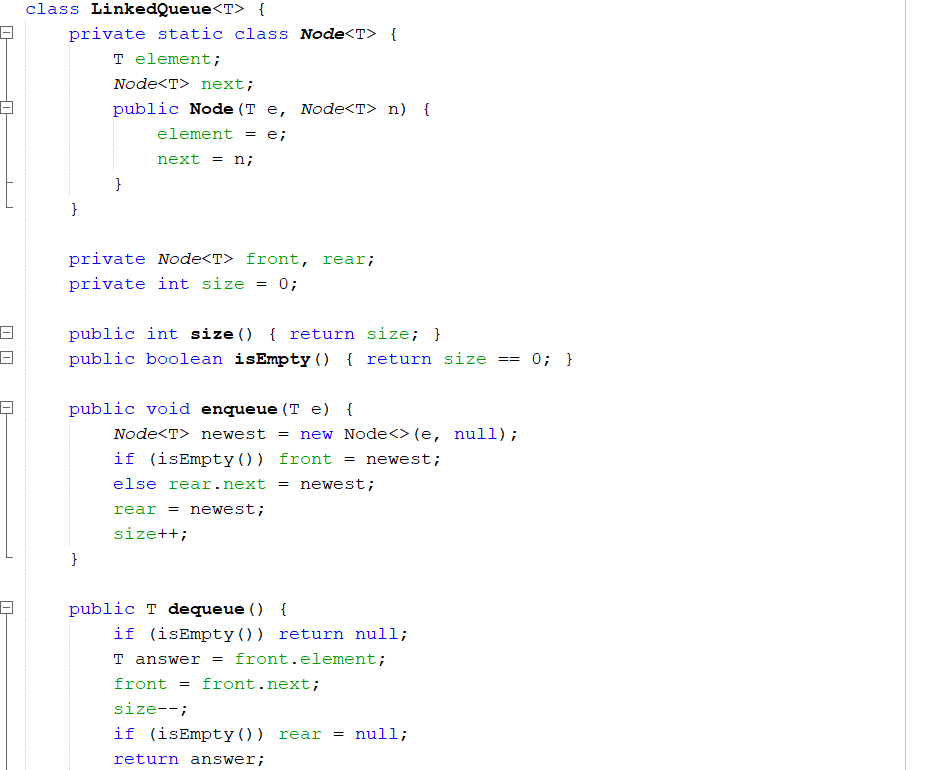 class LinkedQueue<T> {
    private static class Node<T> {
        T element;
        Node<T> next;
        public Node(T e, Node<T> n) {
            element = e;
            next = n;
        }
    }

    private Node<T> front, rear;
    private int size = 0;

    public int size() { return size; }
    public boolean isEmpty() { return size == 0; }

    public void enqueue(T e) {
        Node<T> newest = new Node<>(e, null);
        if (isEmpty()) front = newest;
        else rear.next = newest;
        rear = newest;
        size++;
    }

    public T dequeue() {
        if (isEmpty()) return null;
        T answer = front.element;
        front = front.next;
        size--;
        if (isEmpty()) rear = null;
        return answer;